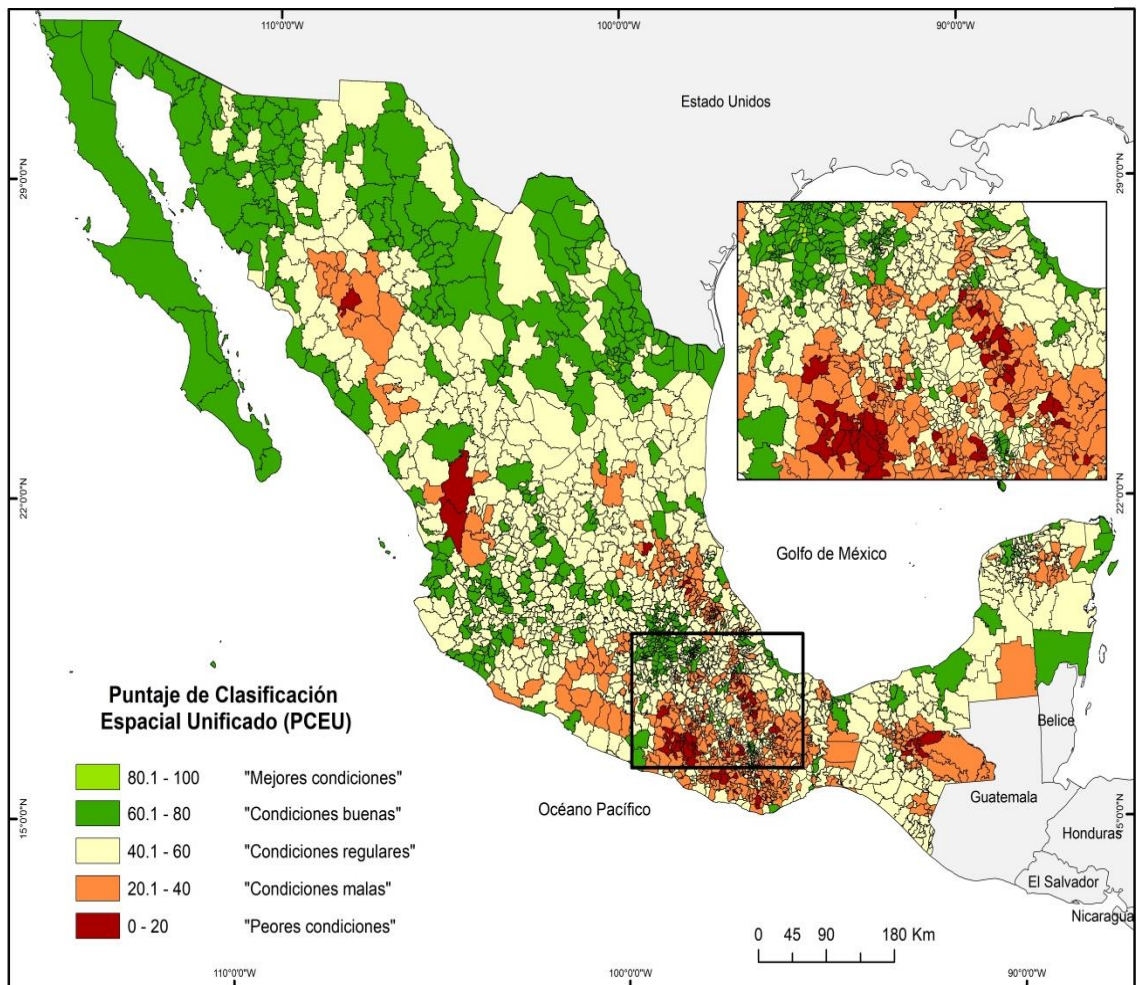 110°0'0"W
100°0'0"W
90°0'0"W
Estado Unidos
29°0'0"N
29°0'0"N
22°0'0"N
22°0'0"N
Golfo de México
Puntaje de Clasificación
Espacial Unificado (PCEU)
80.1 - 100 "Mejores condiciones"
60.1 - 80 "Condiciones buenas"
40.1 - 60 "Condiciones regulares"
20.1 - 40 "Condiciones malas"
0 - 20 "Peores condiciones"
Belice
Guatemala
Océano Pacífico
15°0'0"N
15°0'0"N
Honduras
El Salvador
Nicaragua
0 45 90 180 Km
110°0'0"W
100°0'0"W
90°0'0"W